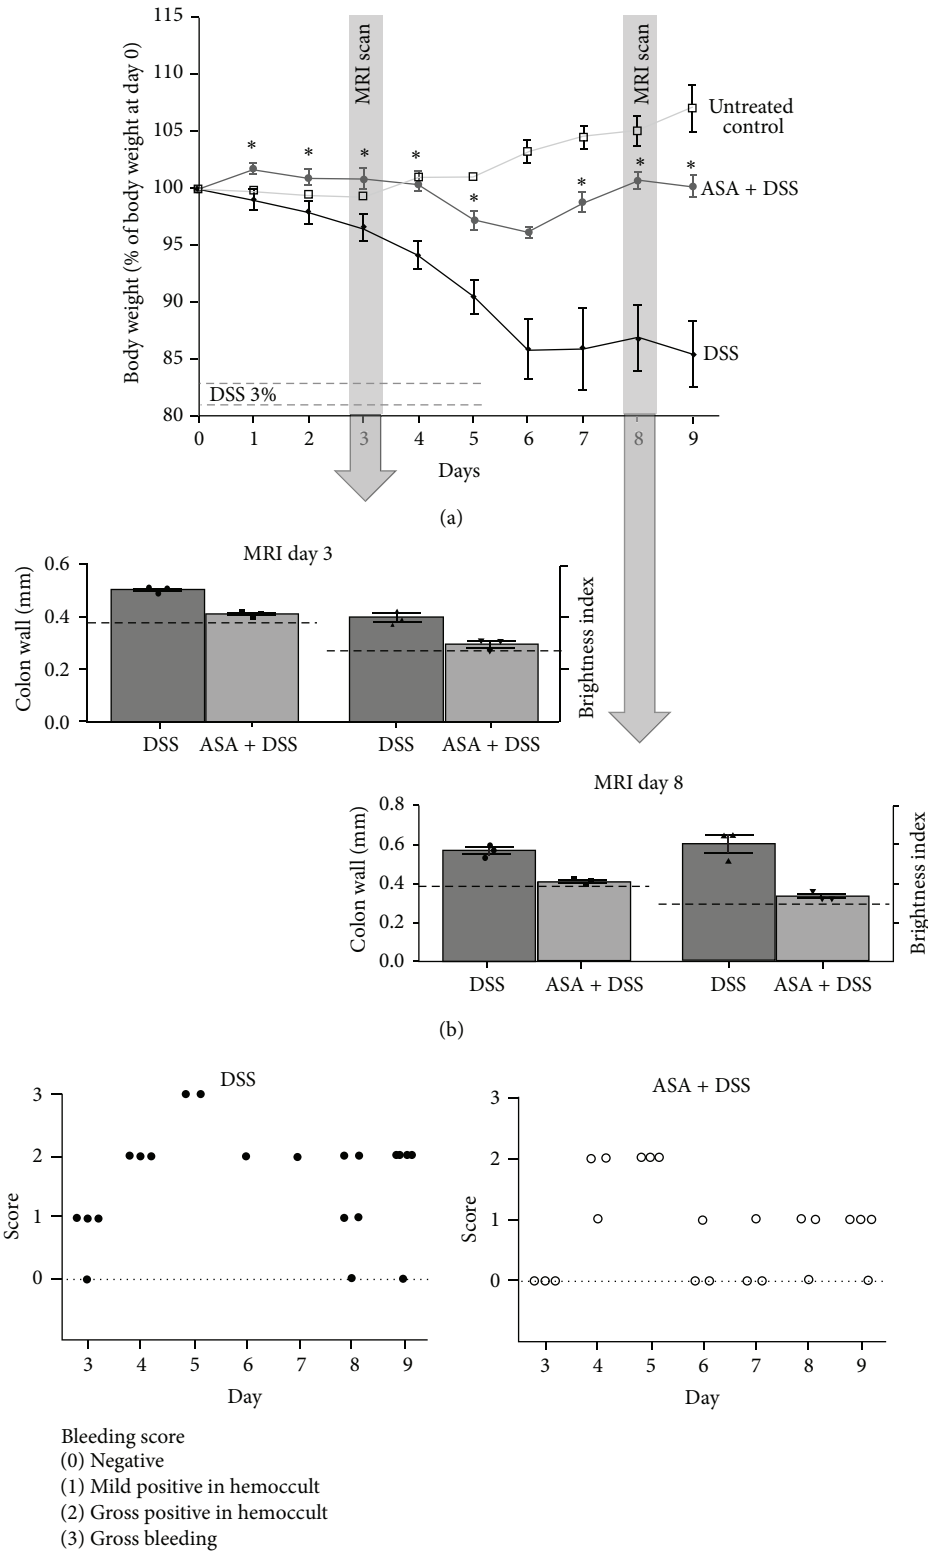 115
110
105
100
95
90
85
80
Body weight (% of body weight at day 0)
MRI scan
MRI scan
* * * * * * * *
Untreated
control
ASA + DSS
DSS
DSS 3%
0 1 2 3 4 5 6 7 8 9
Days
(a)
MRI day 3
0.6
0.4
0.2
0.0
Colon wall (mm)
Brightness index
DSS ASA + DSS DSS ASA + DSS
MRI day 8
0.8
0.6
0.4
0.2
0.0
Colon wall (mm)
Brightness index
DSS ASA + DSS DSS ASA + DSS
(b)
DSS
3
2
1
0
Score
3 4 5 6 7 8 9
Day
ASA + DSS
3
2
1
0
Score
3 4 5 6 7 8 9
Day
Bleeding score
(0) Negative
(1) Mild positive in hemoccult
(2) Gross positive in hemoccult
(3) Gross bleeding